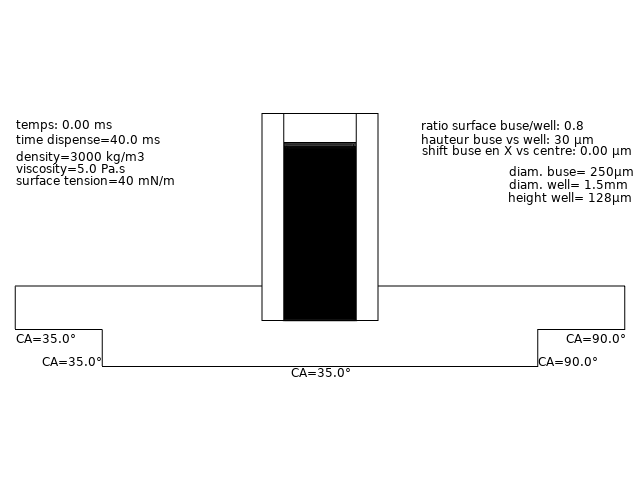 temps: 0.00 ms
time dispense=40.0 ms
density=3000 kg/m3
viscosity=5.0 Pa.s
surface tension=40 mN/m
ratio surface buse/well: 0.8
hauteur buse vs well: 30 µm
shift buse en X vs centre: 0.00 µm
diam. buse= 250µm
diam. well= 1.5mm
height well= 128µm
CA=35.0°
CA=90.0°
CA=35.0°
CA=90.0°
CA=35.0°